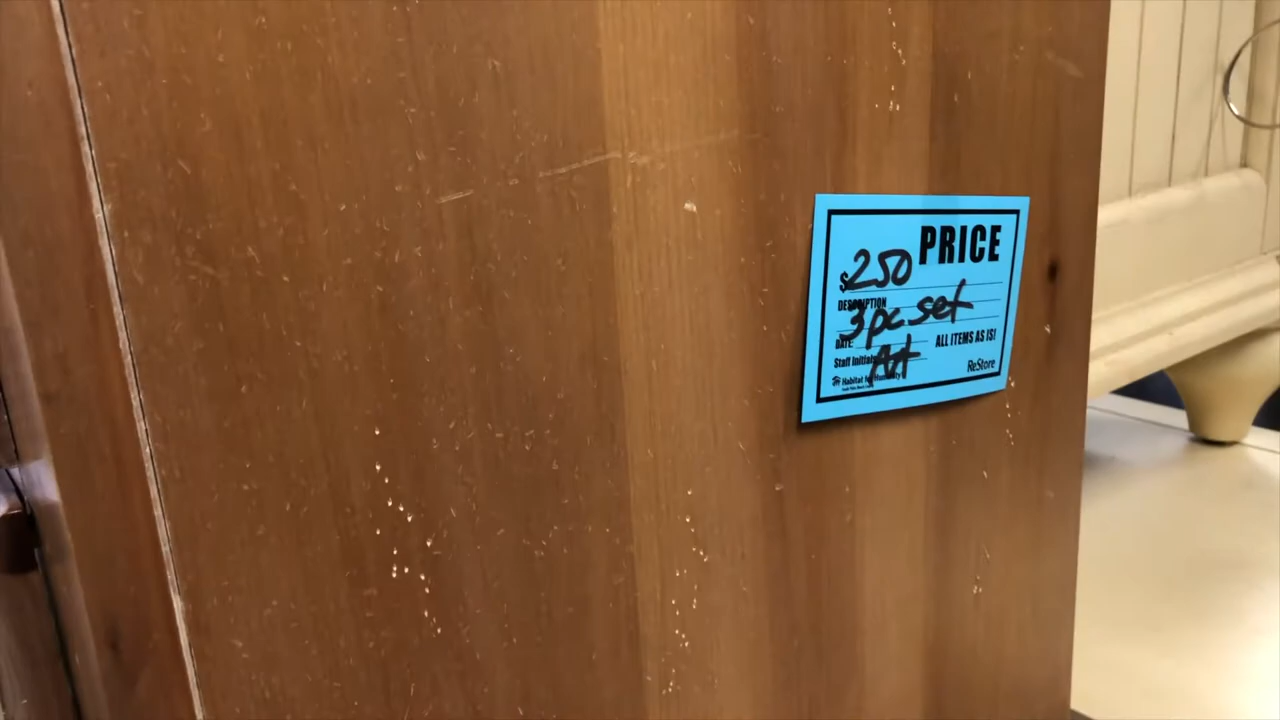 PRICE
$250
DESCRIPTION
3pc set
DATE
ALL ITEMS AS IS!
Staff Initials
ReStore
Habitat for Humanity